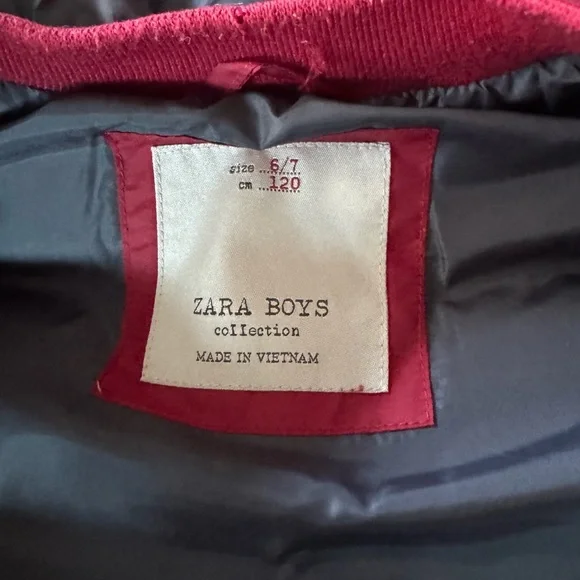 size 6/7
cm 120
ZARA BOYS
collection
MADE IN VIETNAM